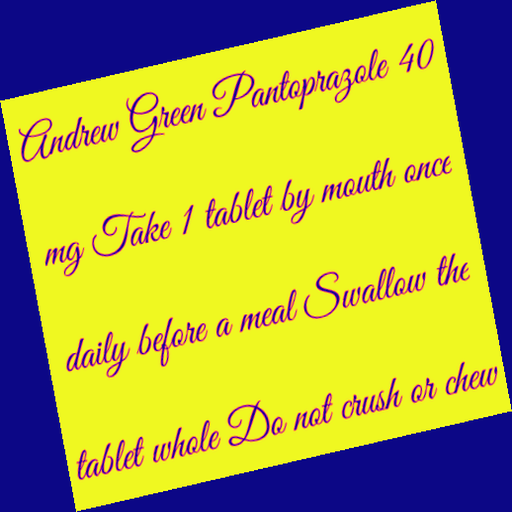 Andrew Green Pantoprazole 40
mg Take 1 tablet by mouth once
daily before a meal Swallow the
tablet whole Do not crush or chew